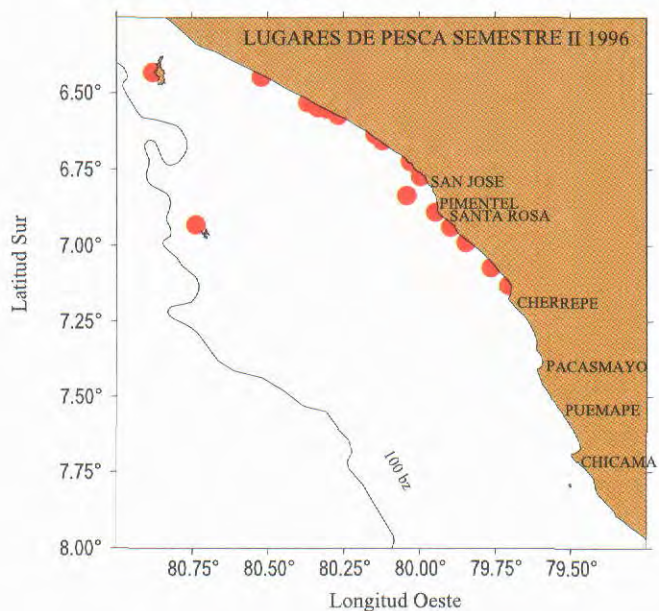 LUGARES DE PESCA SEMESTRE II 1996
6.50°
6.75°
7.00°
7.25°
7.50°
7.75°
8.00°
Latitud Sur
SAN JOSE
PIMENTEL
SANTA ROSA
CHERREPE
PACASMAYO
PUEMAPE
CHICAMA
100 bz
80.75°
80.50°
80.25°
80.00°
79.75°
79.50°
Longitud Oeste